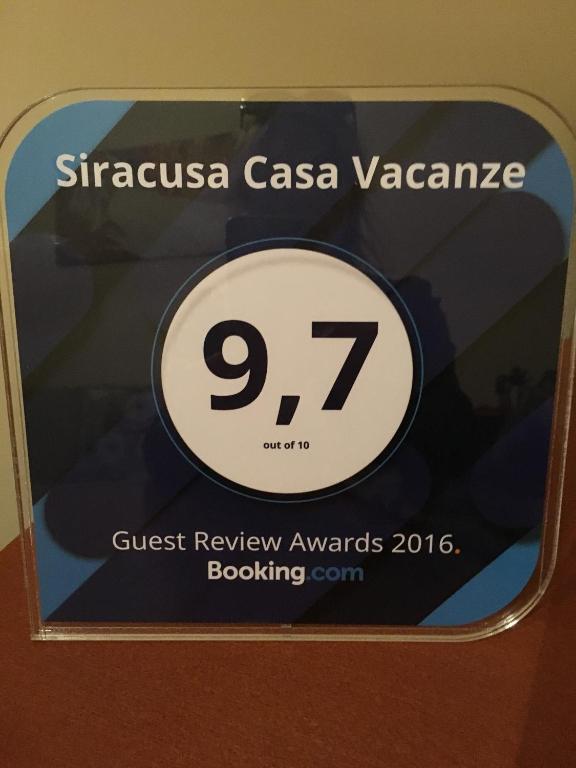 Siracusa Casa Vacanze
9,7
out of 10
Guest Review Awards 2016.
Booking.com